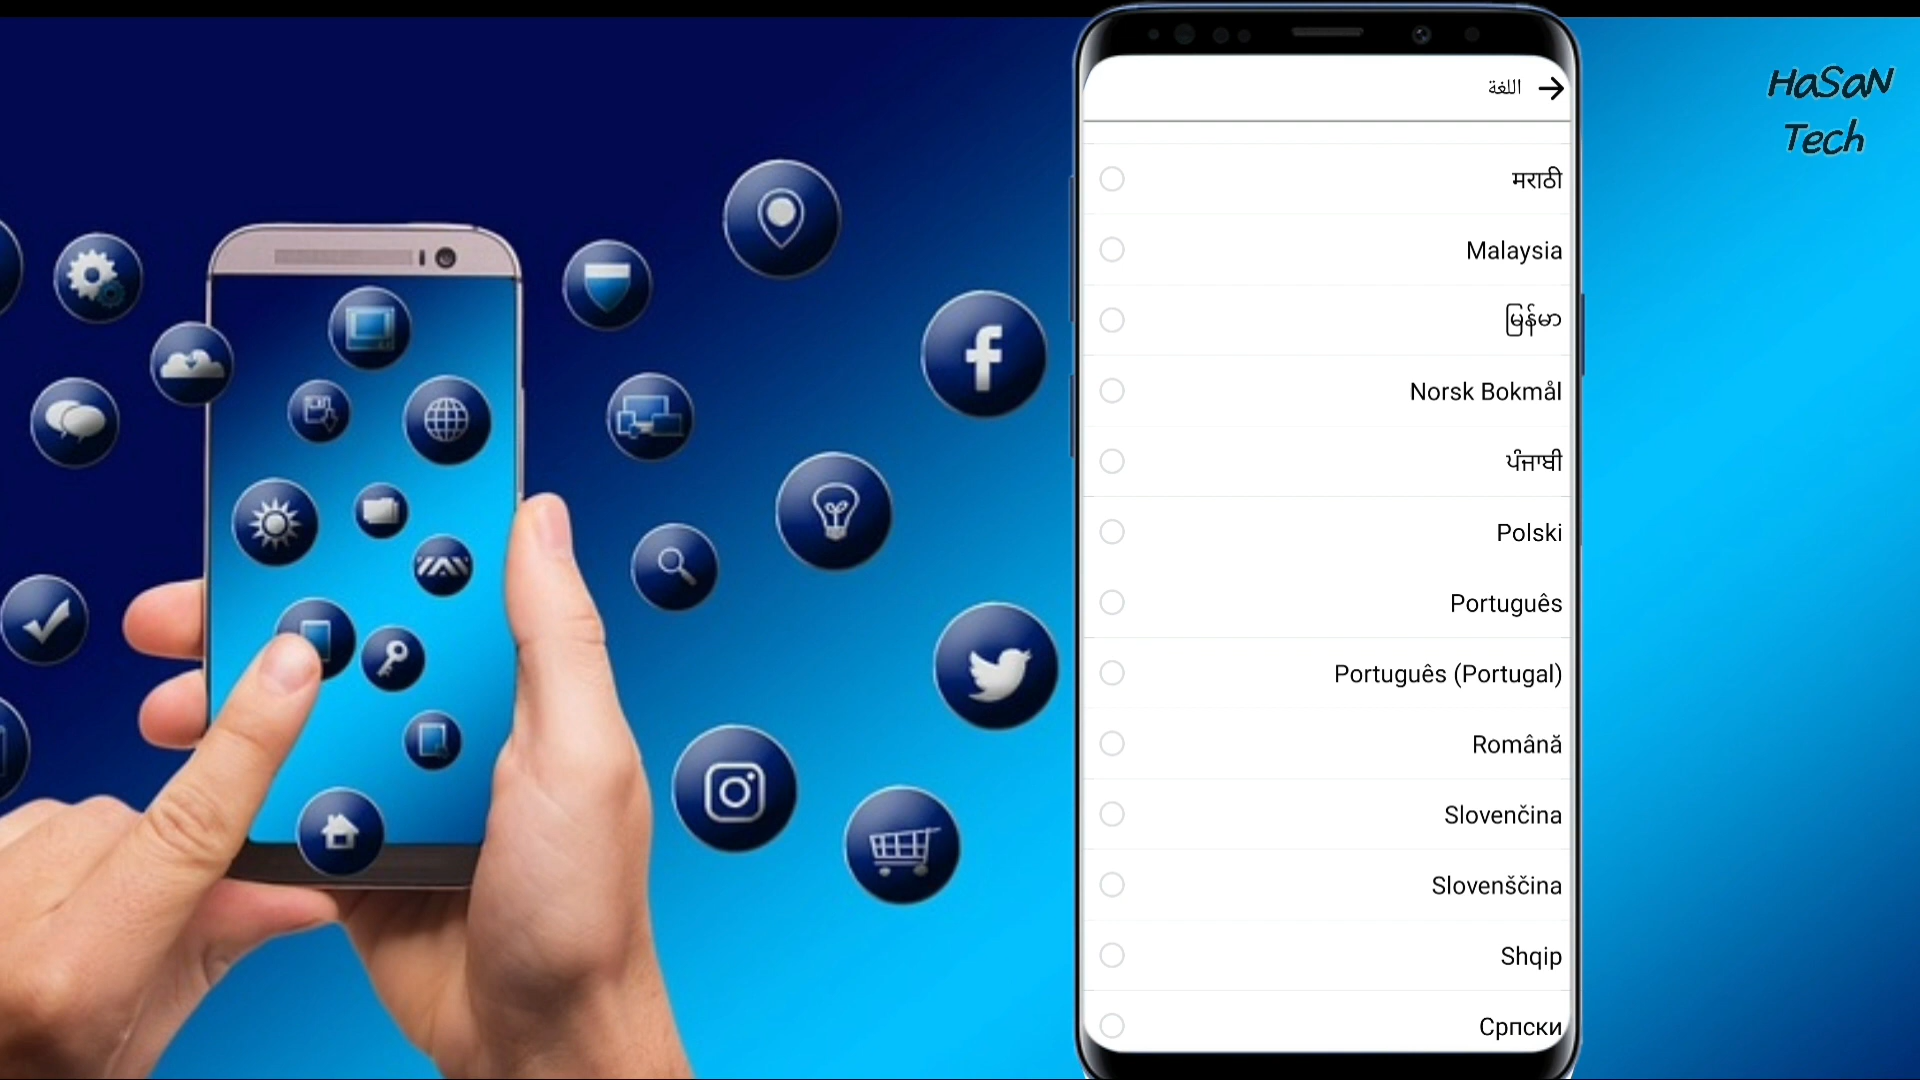 اللغة
मराठी
Malaysia
မြန်မာ
Norsk Bokmål
ਪੰਜਾਬੀ
Polski
Português
Português (Portugal)
Română
Slovenčina
Slovenščina
Shqip
Српски
HaSaN
Tech